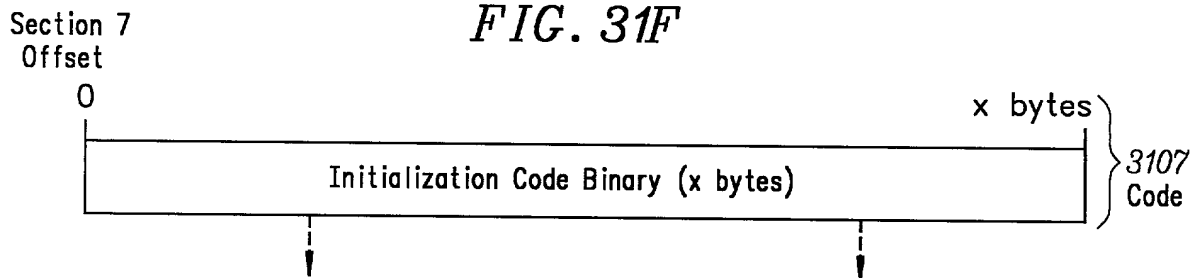 FIG. 31F
Section 7
Offset
0
x bytes
Initialization Code Binary (x bytes)
3107
Code